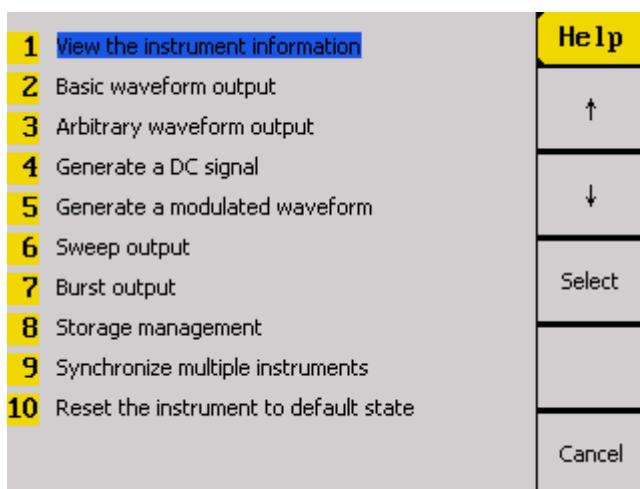 1 View the instrument information
2 Basic waveform output
3 Arbitrary waveform output
4 Generate a DC signal
5 Generate a modulated waveform
6 Sweep output
7 Burst output
8 Storage management
9 Synchronize multiple instruments
10 Reset the instrument to default state
Help
↑
↓
Select
Cancel